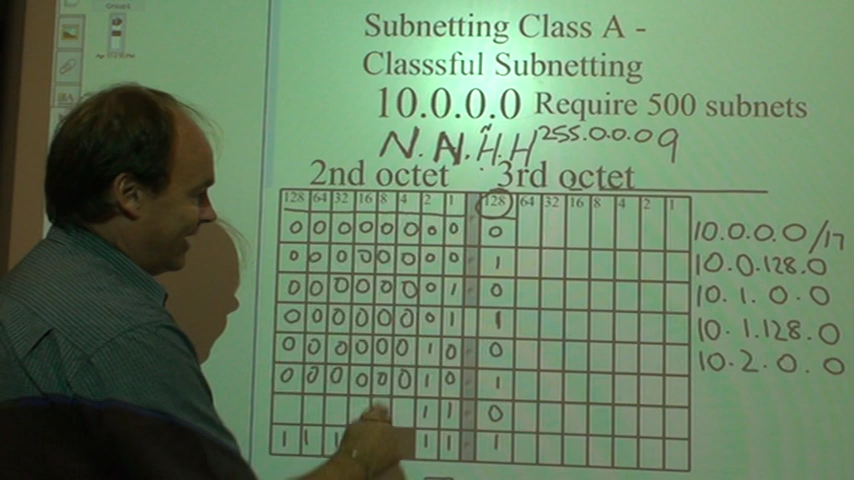 Group1
Subnetting Class A -
Classsful Subnetting
10.0.0.0 Require 500 subnets
N.N.H.H 255.0.0.0 9
2nd octet 3rd octet
128 64 32 16 8 4 2 1 128 64 32 16 8 4 2 1
0 0 0 0 0 0 0 0 0 10.0.0.0/17
0 0 0 0 0 0 0 0 1 10.0.128.0
0 0 0 0 0 0 0 1 0 10.1.0.0
0 0 0 0 0 0 0 1 1 10.1.128.0
0 0 0 0 0 0 1 0 0 10.2.0.0
0 0 0 0 0 0 1 0 1
1 1 0
1 1 1 1 1 1